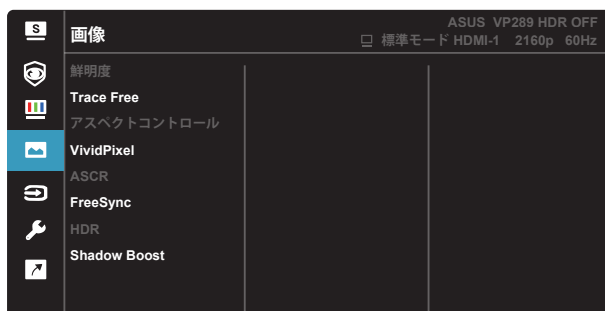 S
画像
ASUS VP289 HDR OFF
標準モード HDMI-1 2160p 60Hz
鮮明度
Trace Free
アスペクトコントロール
VividPixel
ASCR
FreeSync
HDR
Shadow Boost